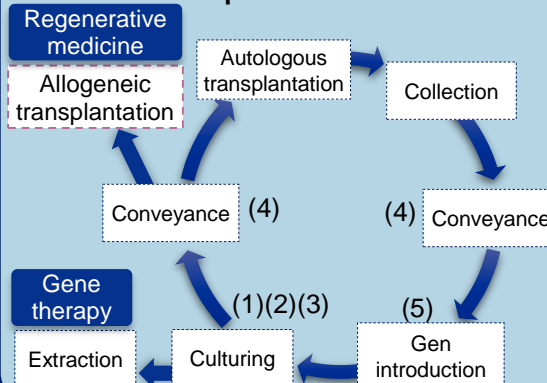 Regenerative
medicine
Allogeneic
transplantation
Autologous
transplantation
Collection
Conveyance
(4)
(4)
Conveyance
Gene
therapy
(1)(2)(3)
(5)
Extraction
Culturing
Gen
introduction